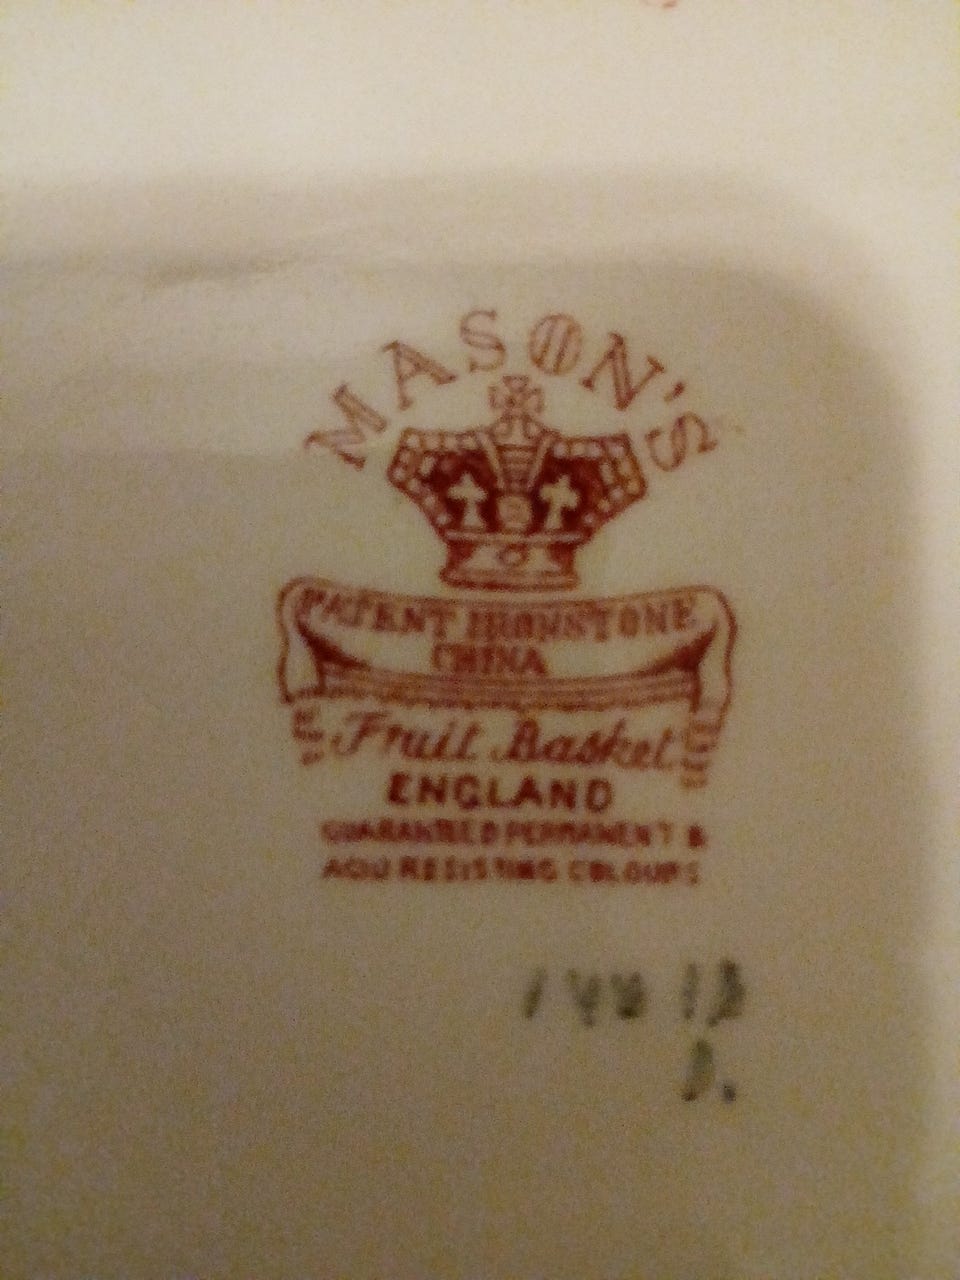 MASON'S
PATENT IRONSTONE
CHINA
Fruit Basket
ENGLAND
GUARANTEED PERMANENT &
ACID RESISTING COLOURS